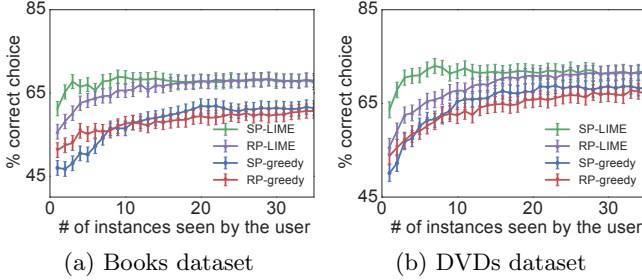 85
65
45
% correct choice
0
10
20
30
# of instances seen by the user
SP-LIME
RP-LIME
SP-greedy
RP-greedy
(a) Books dataset
85
65
45
% correct choice
0
10
20
30
# of instances seen by the user
SP-LIME
RP-LIME
SP-greedy
RP-greedy
(b) DVDs dataset